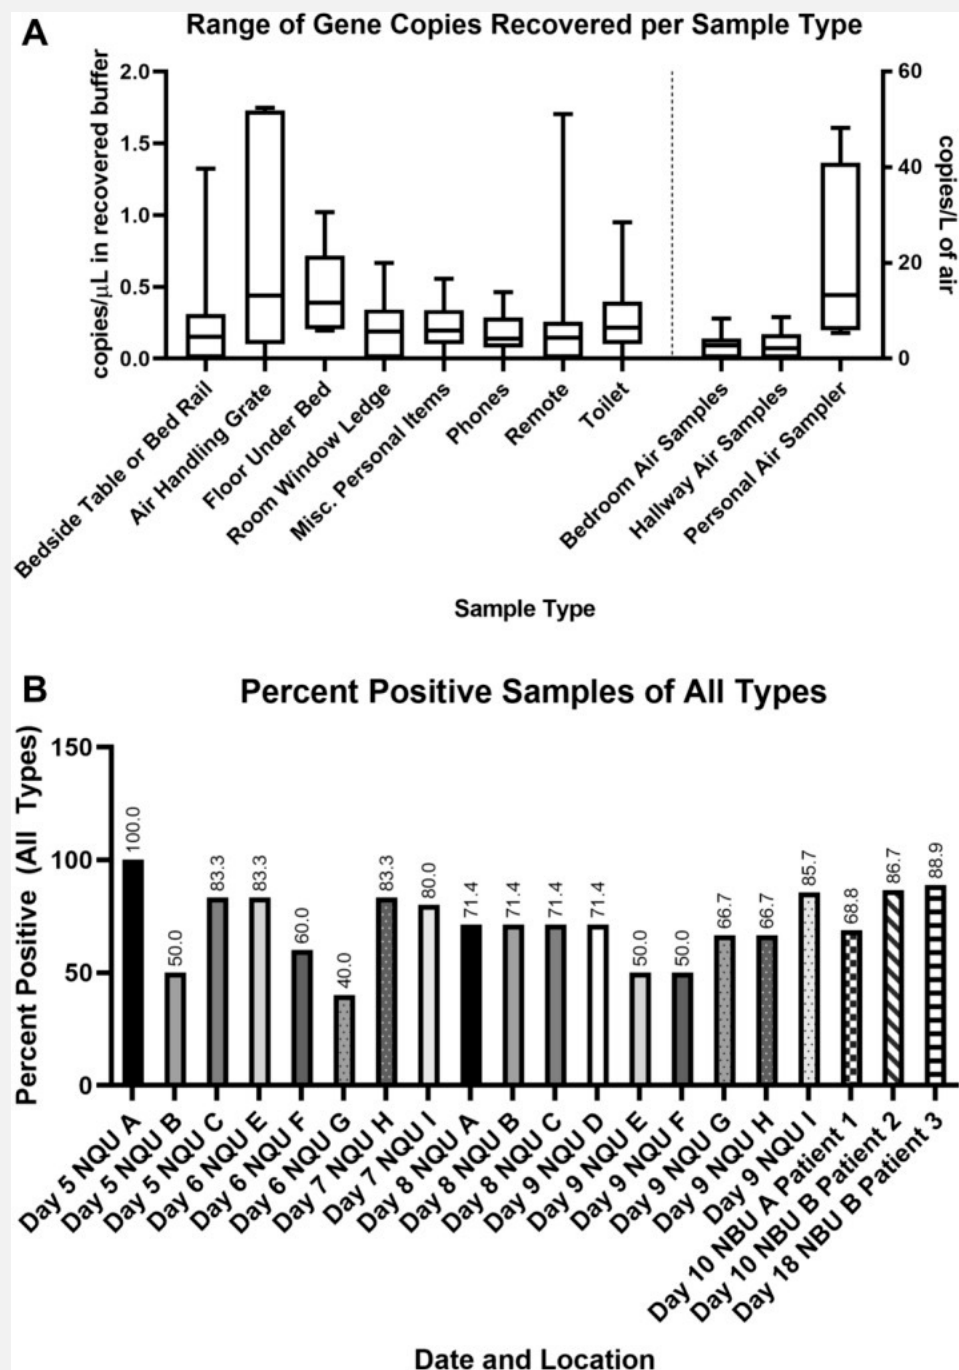 A
Range of Gene Copies Recovered per Sample Type
copies/μL in recovered buffer
2.0
1.5
1.0
0.5
0.0
60
40
20
0
copies/L of air
Bedside Table or Bed Rail
Air Handling Grate
Floor Under Bed
Room Window Ledge
Misc. Personal Items
Phones
Remote
Toilet
Bedroom Air Samples
Hallway Air Samples
Personal Air Sampler
Sample Type
B
Percent Positive Samples of All Types
Percent Positive (All Types)
150
100
50
0
100.0
50.0
83.3
83.3
60.0
40.0
83.3
80.0
71.4
71.4
71.4
71.4
50.0
50.0
66.7
66.7
85.7
68.8
86.7
88.9
Day 5 NQU A
Day 5 NQU B
Day 5 NQU C
Day 6 NQU E
Day 6 NQU F
Day 6 NQU G
Day 7 NQU H
Day 7 NQU I
Day 8 NQU A
Day 8 NQU B
Day 8 NQU C
Day 9 NQU D
Day 9 NQU E
Day 9 NQU F
Day 9 NQU G
Day 9 NQU H
Day 9 NQU I
Day 10 NBU A Patient 1
Day 10 NBU B Patient 2
Day 18 NBU B Patient 3
Date and Location